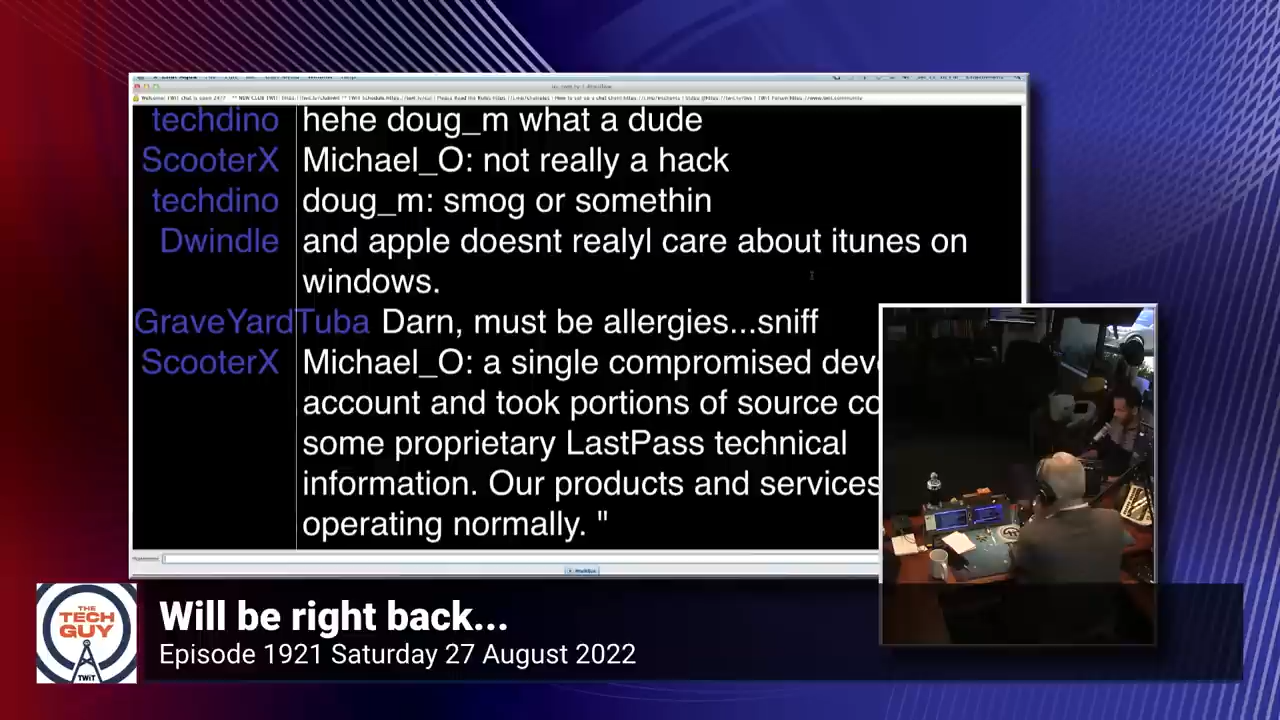 techdino hehe doug_m what a dude
ScooterX Michael_O: not really a hack
techdino doug_m: smog or somethin
Dwindle and apple doesnt realyl care about itunes on
windows.
GraveYardTuba Darn, must be allergies...sniff
ScooterX Michael_O: a single compromised
account and took portions of source
some proprietary LastPass technical
information. Our products and services
operating normally. "
THE
TECH
GUY
TWiT
Will be right back...
Episode 1921 Saturday 27 August 2022